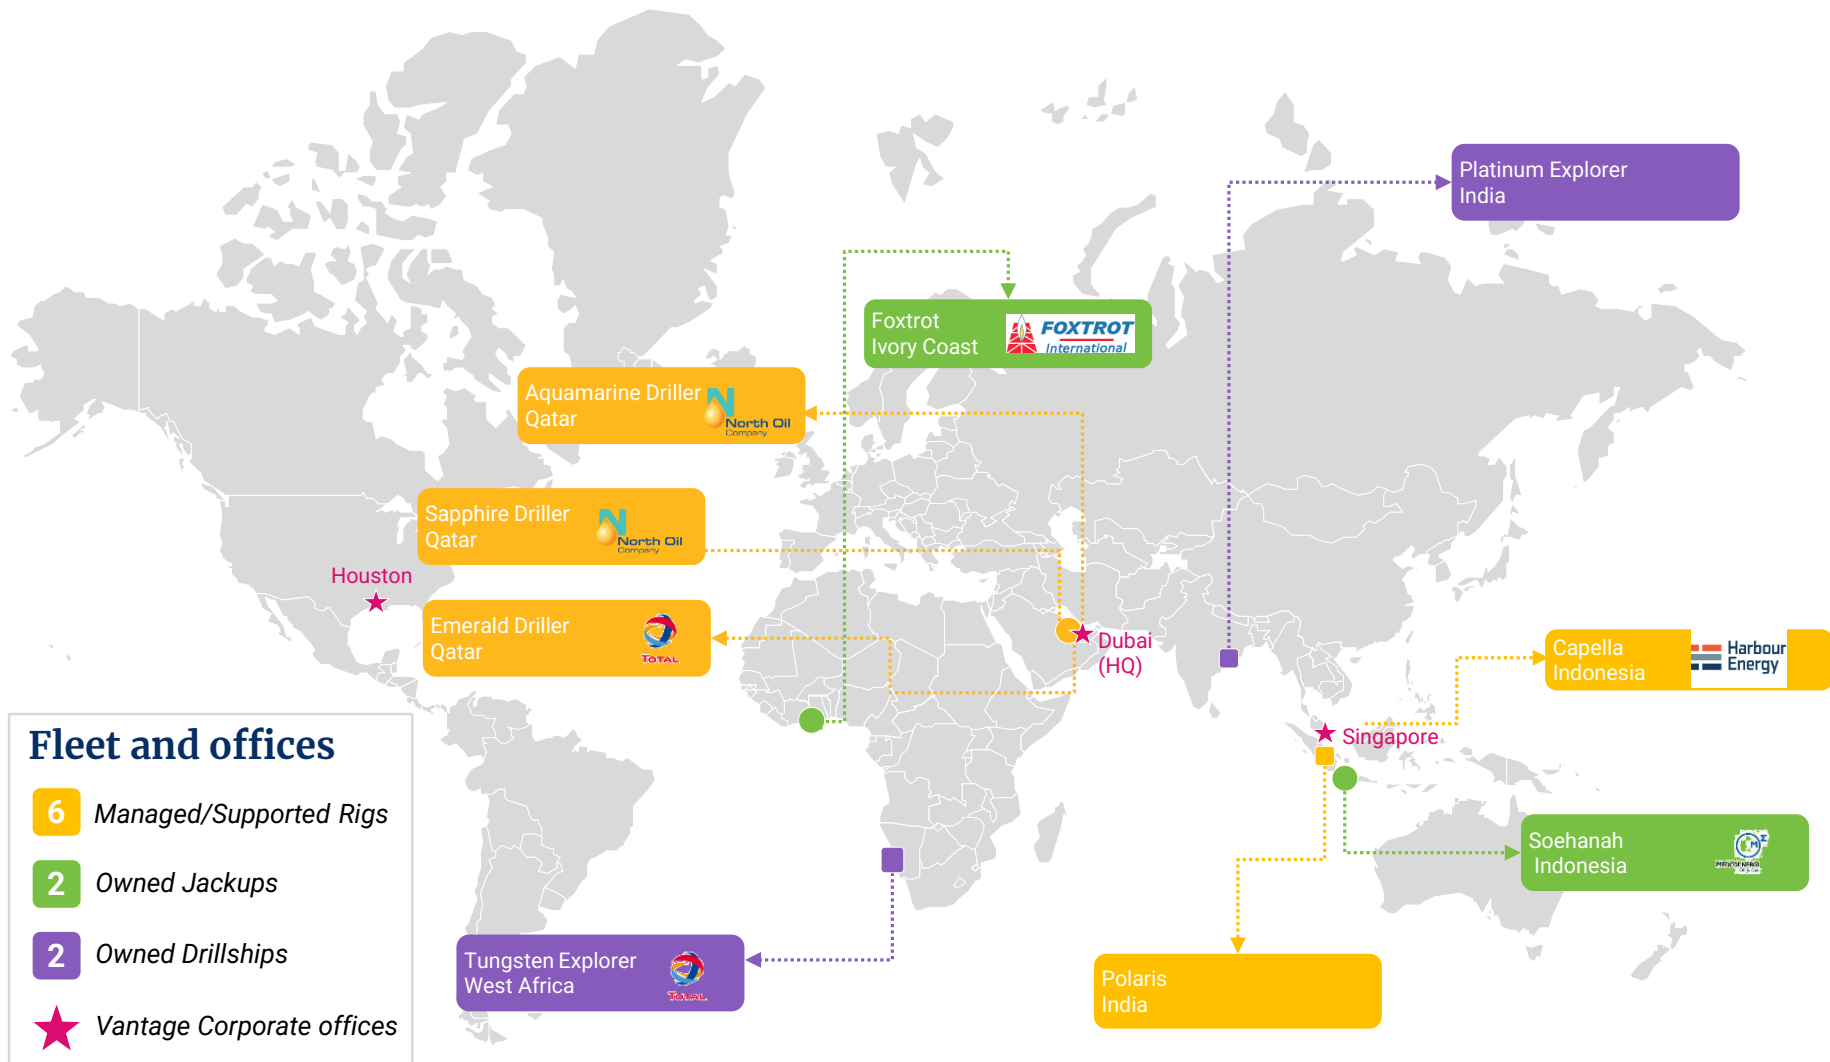 Platinum Explorer
India
Foxtrot
Ivory Coast
FOXTROT
International
Aquamarine Driller
Qatar
N
North Oil
Company
Sapphire Driller
Qatar
N
North Oil
Company
Houston
Emerald Driller
Qatar
TOTAL
Dubai
(HQ)
Capella
Indonesia
Harbour
Energy
Singapore
Fleet and offices
6 Managed/Supported Rigs
2 Owned Jackups
2 Owned Drillships
Vantage Corporate offices
Soehanah
Indonesia
Tungsten Explorer
West Africa
TOTAL
Polaris
India